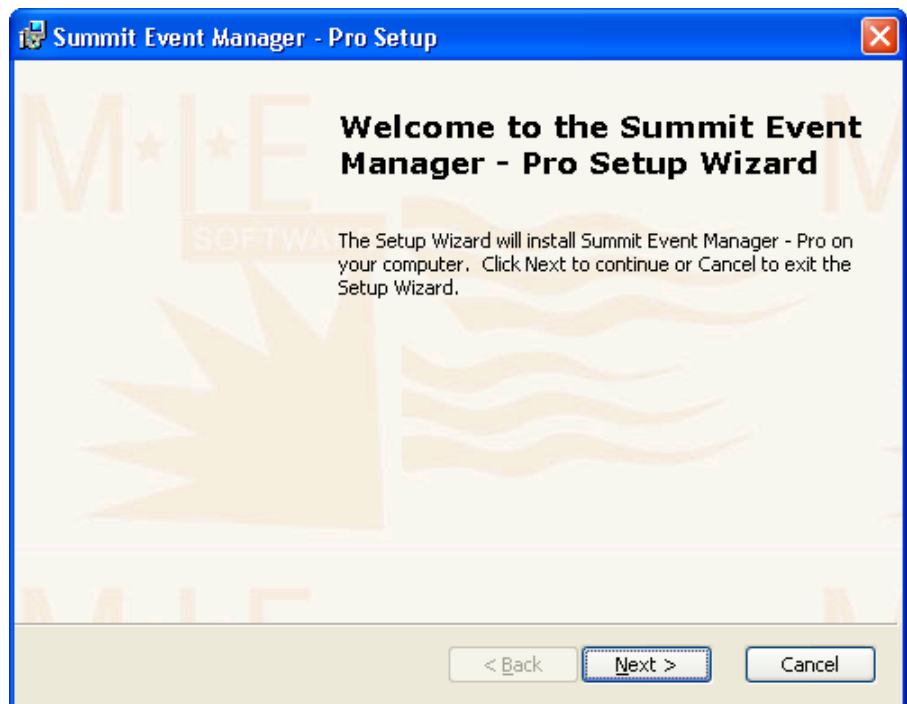 Summit Event Manager - Pro Setup
M★I★E
SOFTWARE
Welcome to the Summit Event
Manager - Pro Setup Wizard
The Setup Wizard will install Summit Event Manager - Pro on
your computer. Click Next to continue or Cancel to exit the
Setup Wizard.
< Back
Next >
Cancel